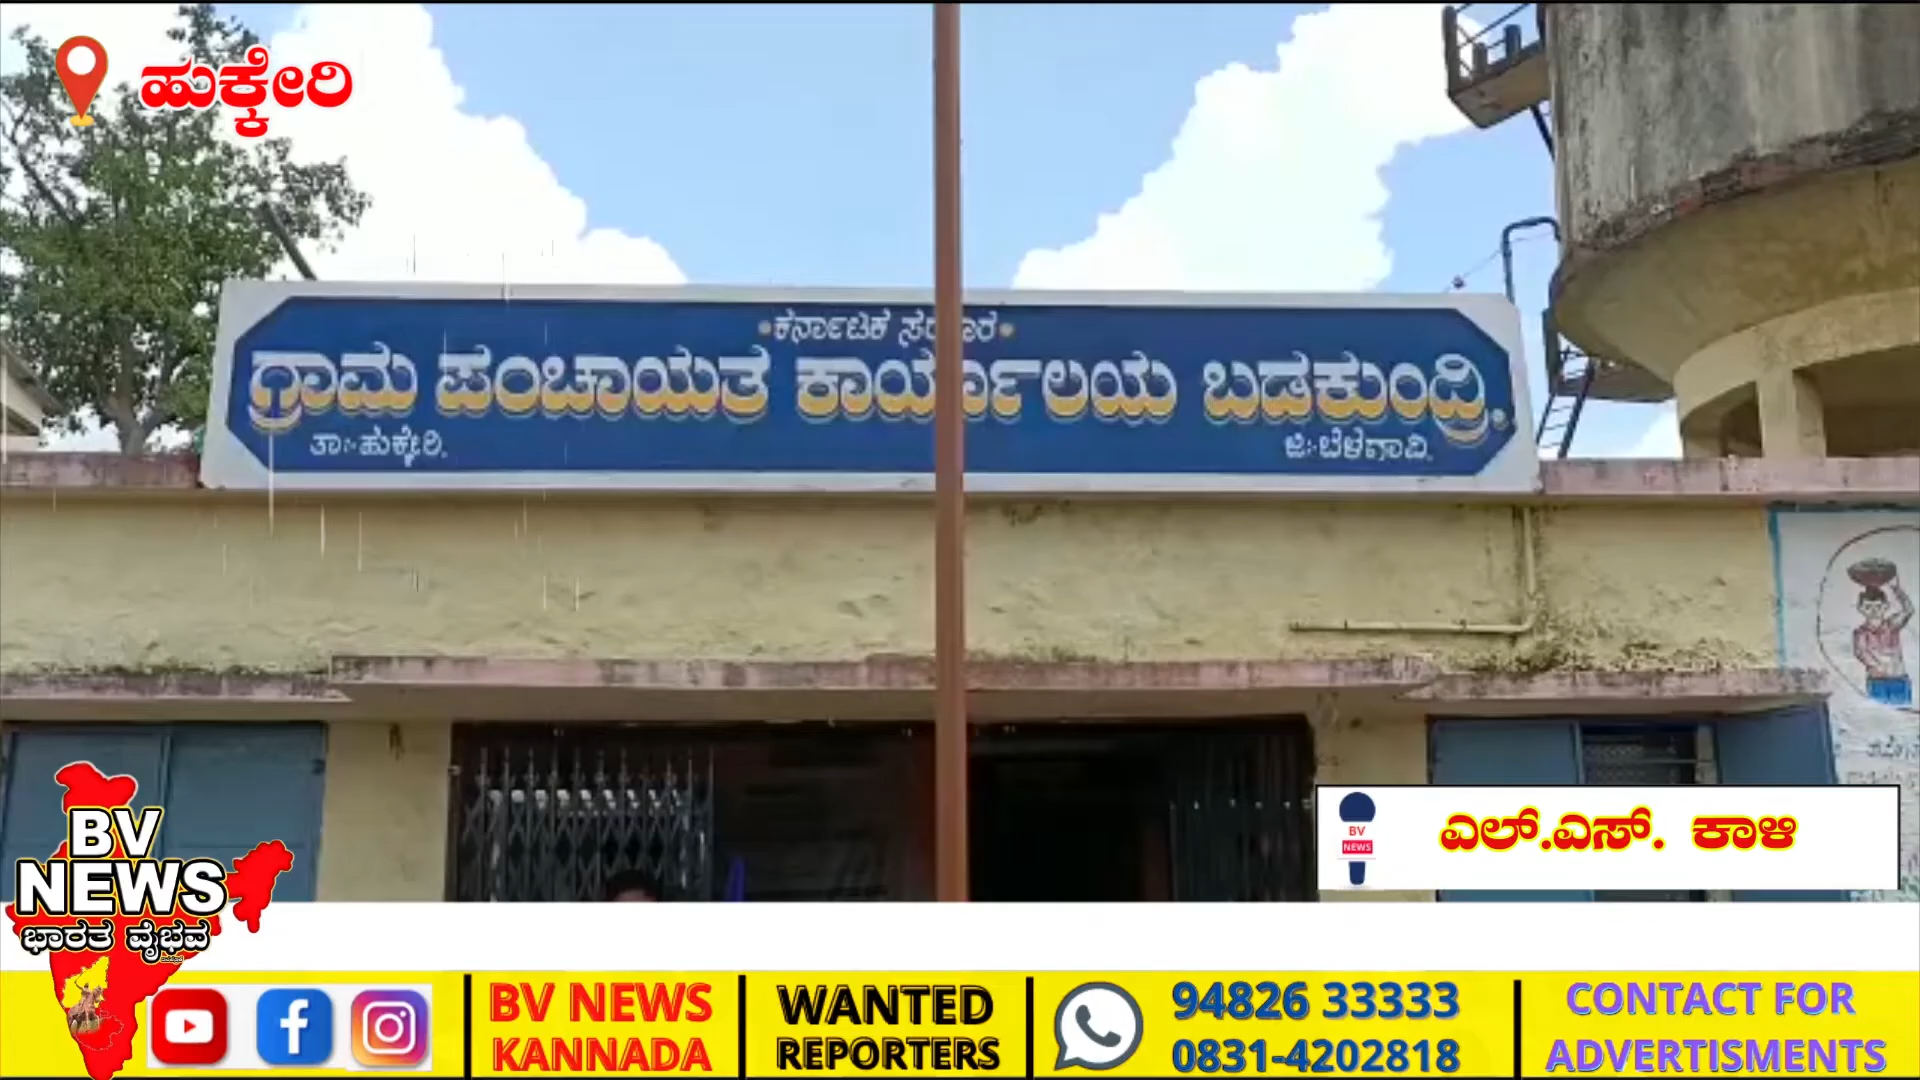 ಹುಕ್ಕೇರಿ
ಕರ್ನಾಟಕ
ಗ್ರಾಮ ಪಂಚಾಯತ ಕಾರ್ಯಾಲಯ ಬಡಕುಂದ್ರಿ.
ತಾ:-ಹುಕ್ಕೇರಿ. ಜಿ:-ಬೆಳಗಾವಿ.
BV
NEWS
ಎಲ್.ಎಸ್. ಕಾಳಿ
BV
NEWS
ಭಾರತ ವೈಭವ
BV NEWS
KANNADA
WANTED
REPORTERS
94826 33333
0831-4202818
CONTACT FOR
ADVERTISMENTS